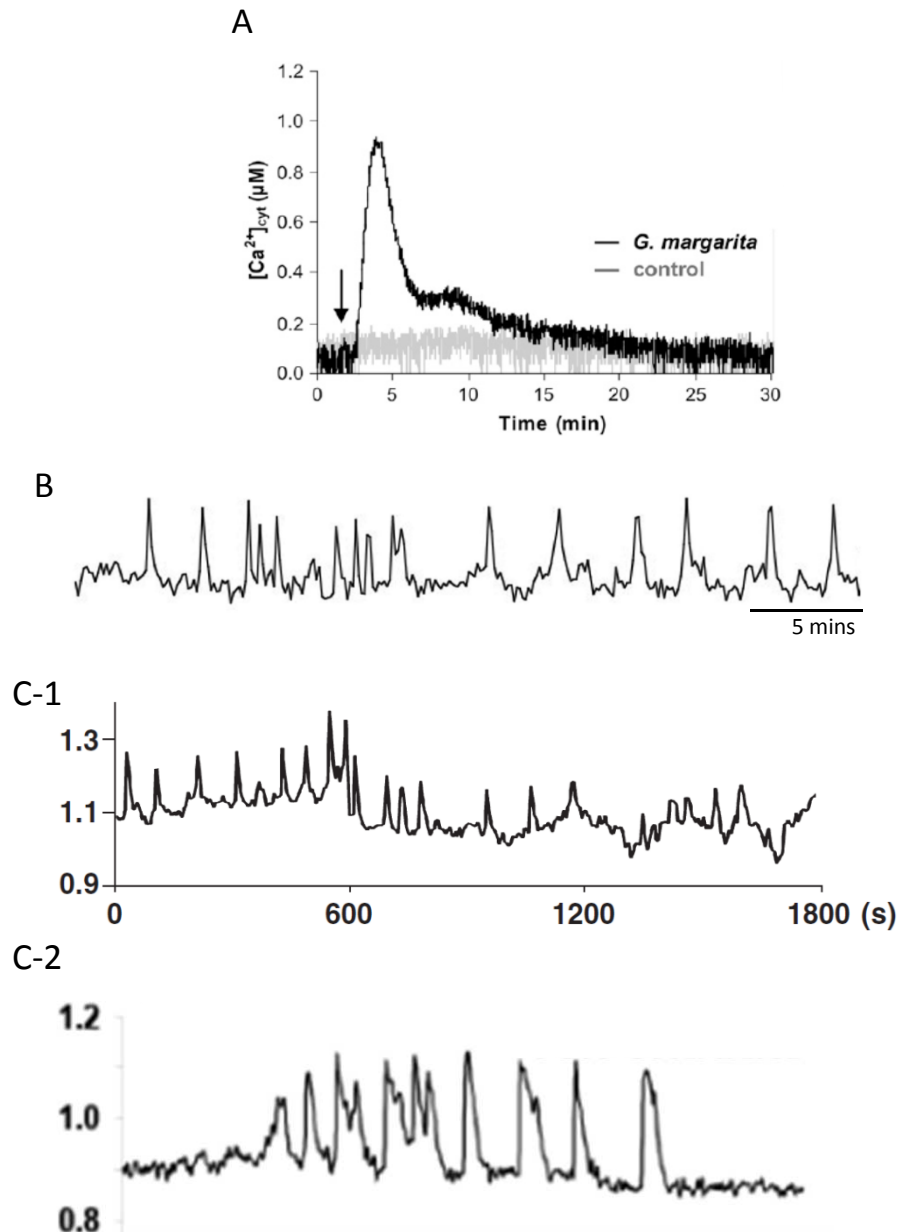 A
1.2
1.0
0.8
0.6
0.4
0.2
0.0
[Ca²⁺]cyt (µM)
G. margarita
control
0 5 10 15 20 25 30
Time (min)
B
5 mins
C-1
1.3
1.1
0.9
0 600 1200 1800 (s)
C-2
1.2
1.0
0.8